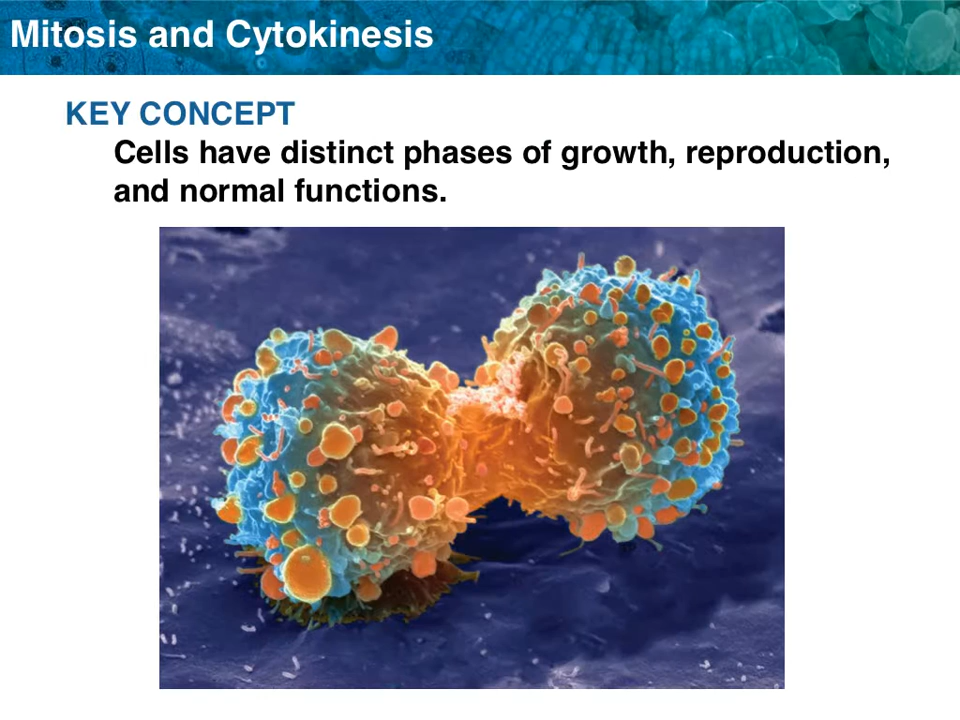 Mitosis and Cytokinesis
KEY CONCEPT
Cells have distinct phases of growth, reproduction,
and normal functions.